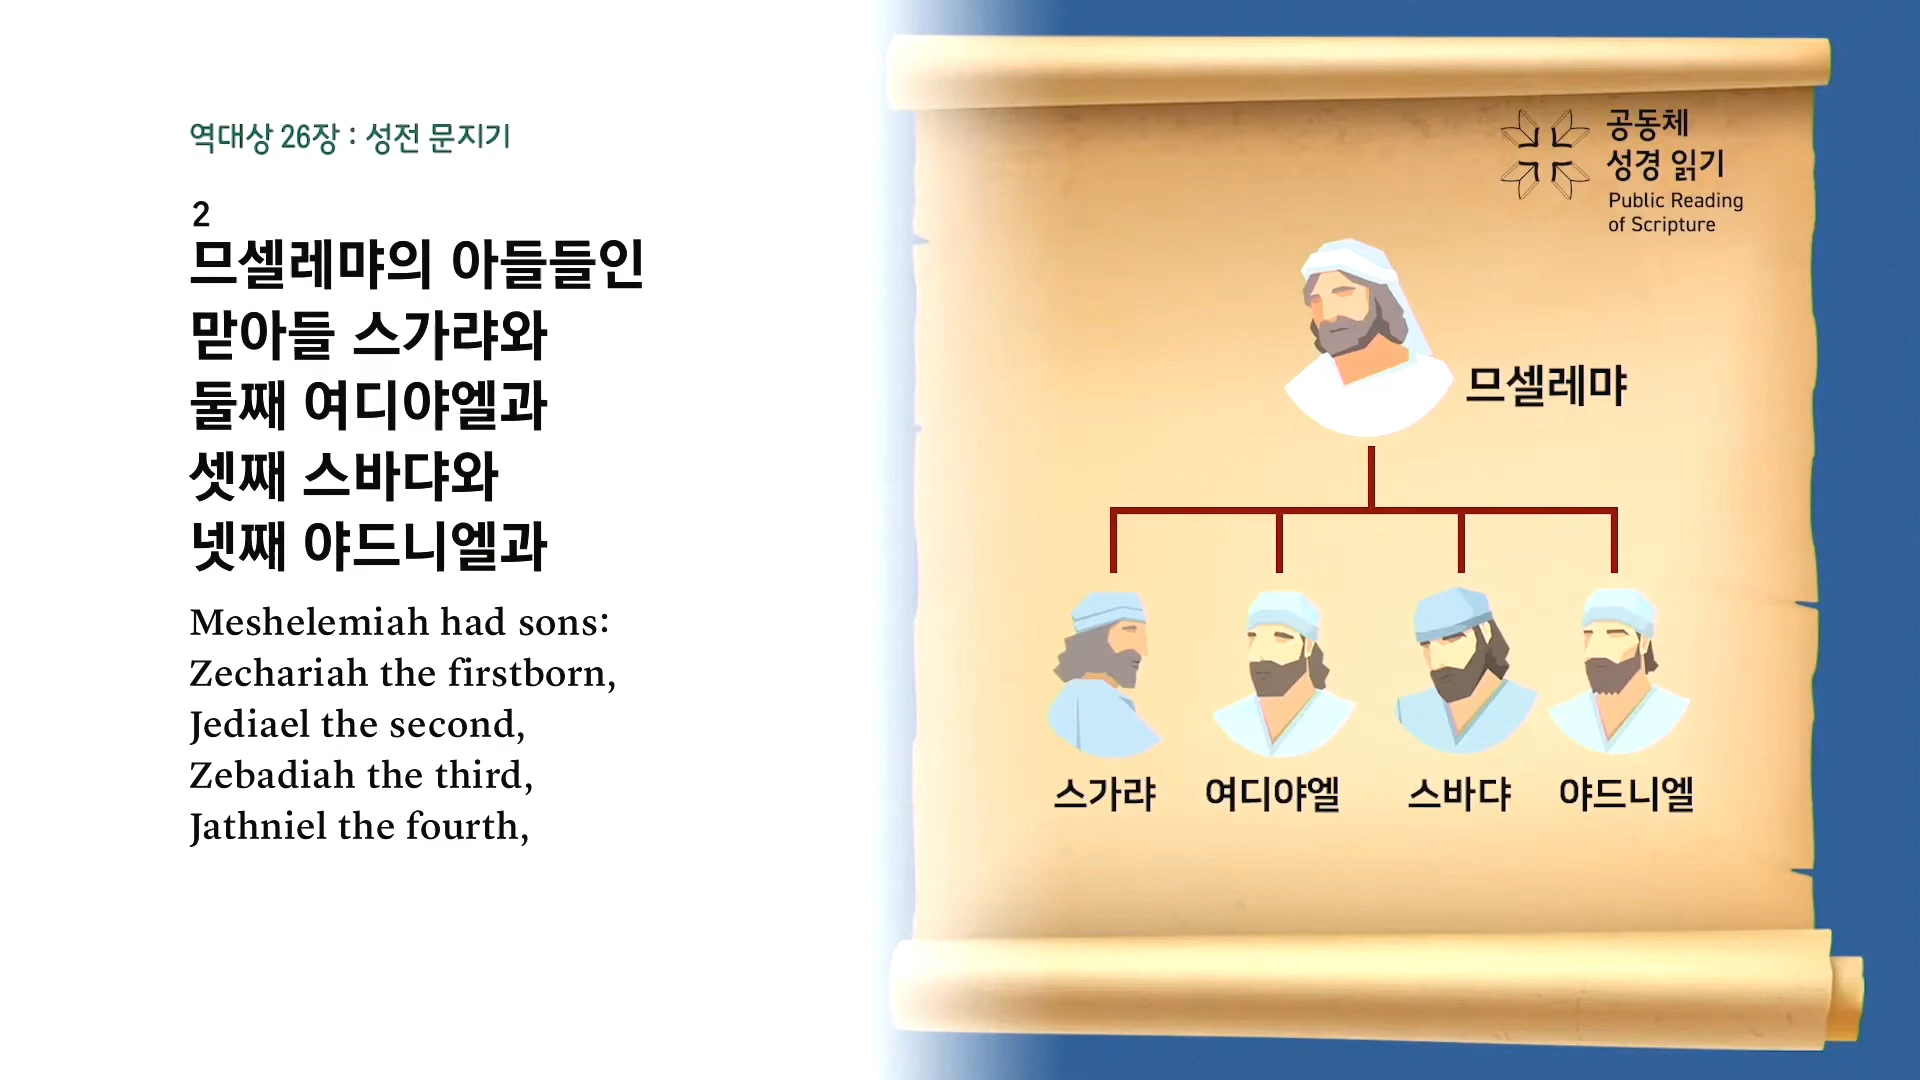 역대상 26장 : 성전 문지기
2
므셀레먀의 아들들인
맏아들 스가랴와
둘째 여디야엘과
셋째 스바댜와
넷째 야드니엘과
Meshelemiah had sons:
Zechariah the firstborn,
Jediael the second,
Zebadiah the third,
Jathniel the fourth,
공동체
성경 읽기
Public Reading
of Scripture
므셀레먀
스가랴 여디야엘 스바댜 야드니엘